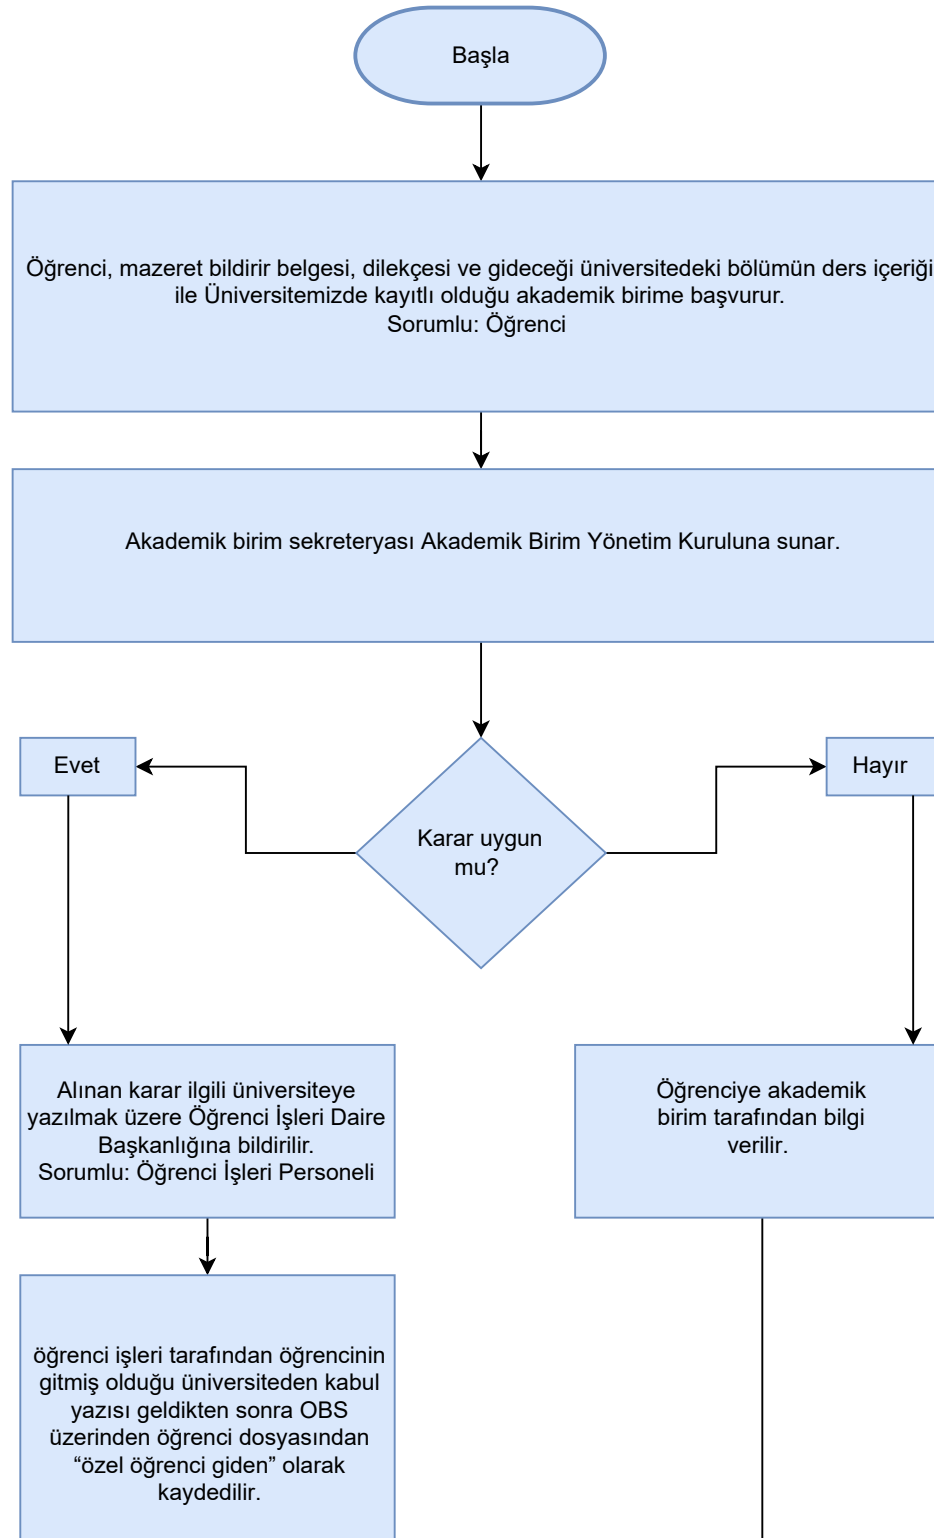 Başla
Öğrenci, mazeret bildirir belgesi, dilekçesi ve gideceği üniversitedeki bölümün ders içeriği
ile Üniversitemizde kayıtlı olduğu akademik birime başvurur.
Sorumlu: Öğrenci
Akademik birim sekreteryası Akademik Birim Yönetim Kuruluna sunar.
Evet
Hayır
Karar uygun
mu?
Alınan karar ilgili üniversiteye
yazılmak üzere Öğrenci İşleri Daire
Başkanlığına bildirilir.
Sorumlu: Öğrenci İşleri Personeli
Öğrenciye akademik
birim tarafından bilgi
verilir.
öğrenci işleri tarafından öğrencinin
gitmiş olduğu üniversiteden kabul
yazısı geldikten sonra OBS
üzerinden öğrenci dosyasından
“özel öğrenci giden” olarak
kaydedilir.